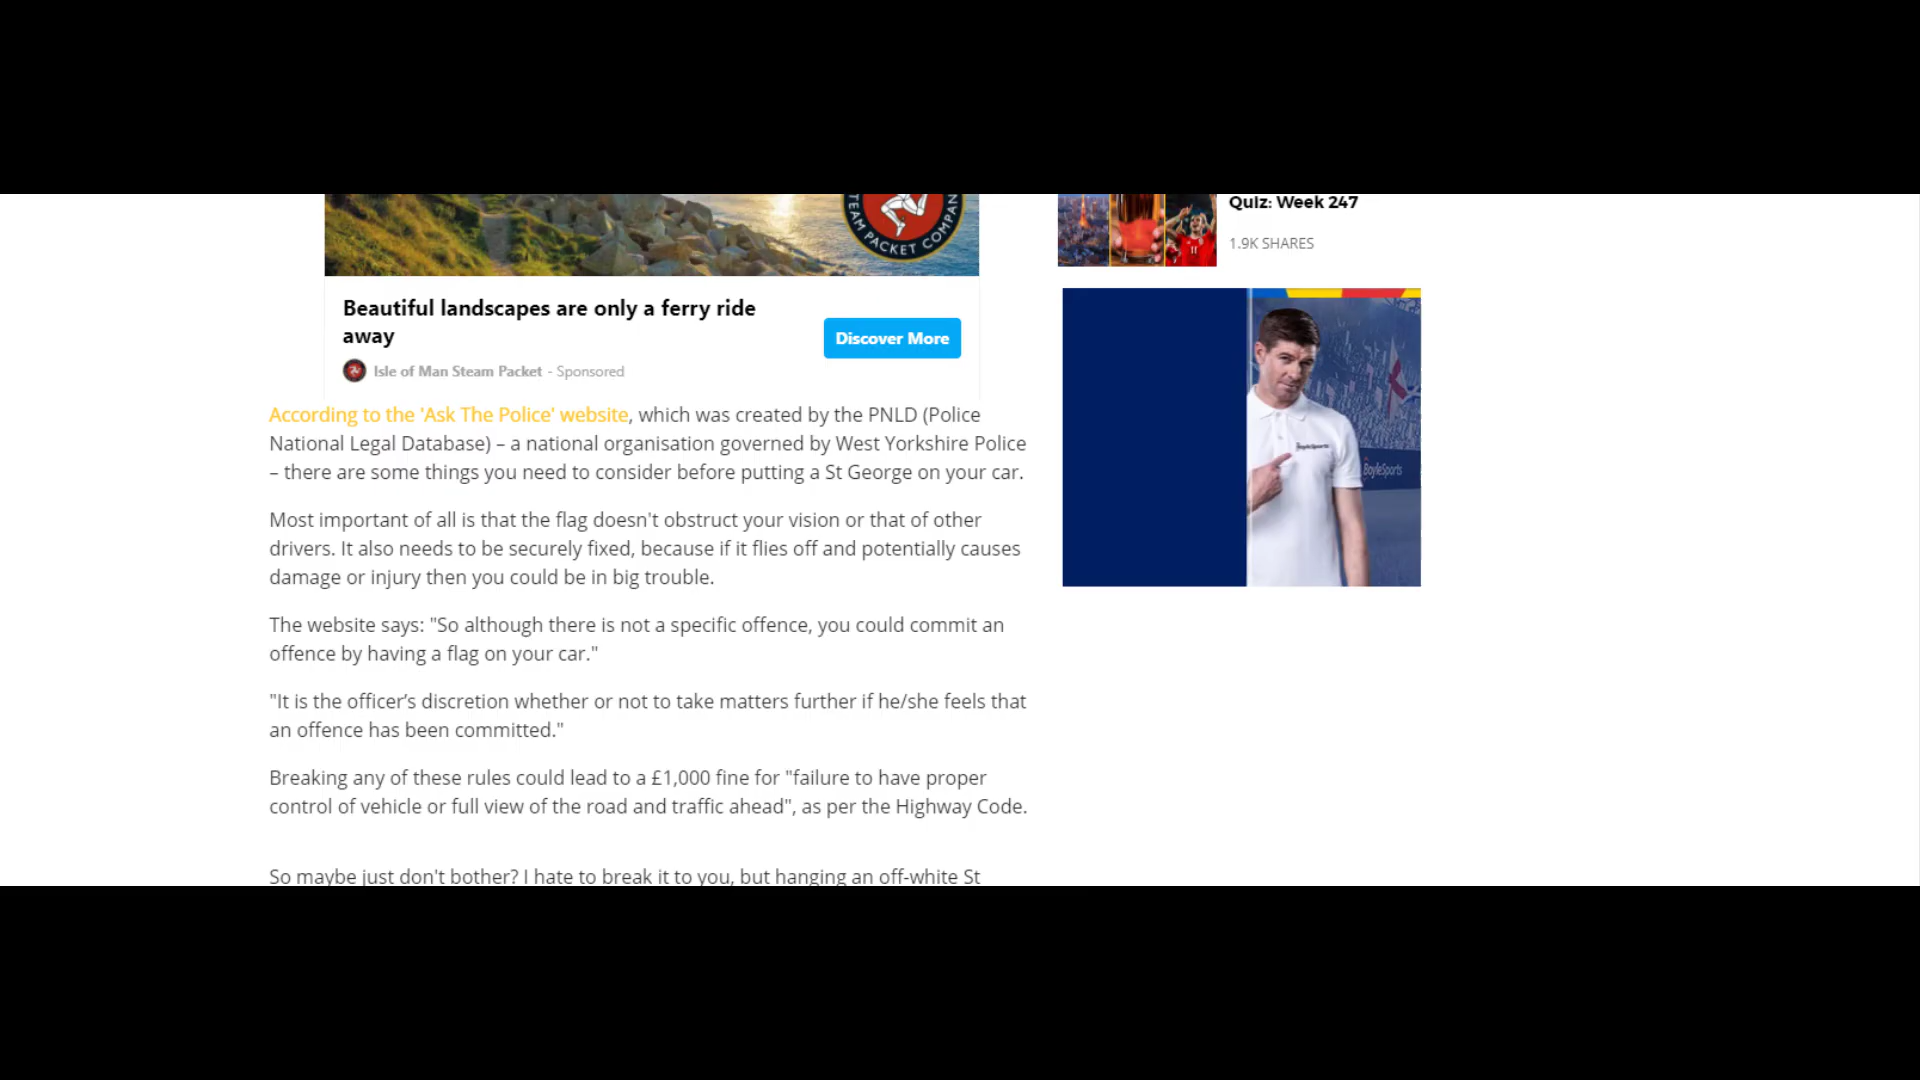 TEAM PACKET COMPAN
Beautiful landscapes are only a ferry ride
away
Discover More
Isle of Man Steam Packet - Sponsored
According to the 'Ask The Police' website, which was created by the PNLD (Police
National Legal Database) – a national organisation governed by West Yorkshire Police
– there are some things you need to consider before putting a St George on your car.
Most important of all is that the flag doesn't obstruct your vision or that of other
drivers. It also needs to be securely fixed, because if it flies off and potentially causes
damage or injury then you could be in big trouble.
The website says: "So although there is not a specific offence, you could commit an
offence by having a flag on your car."
"It is the officer’s discretion whether or not to take matters further if he/she feels that
an offence has been committed."
Breaking any of these rules could lead to a £1,000 fine for "failure to have proper
control of vehicle or full view of the road and traffic ahead", as per the Highway Code.
So maybe just don't bother? I hate to break it to you, but hanging an off-white St
Quiz: Week 247
1.9K SHARES
11
BoyleSports
BoyleSports